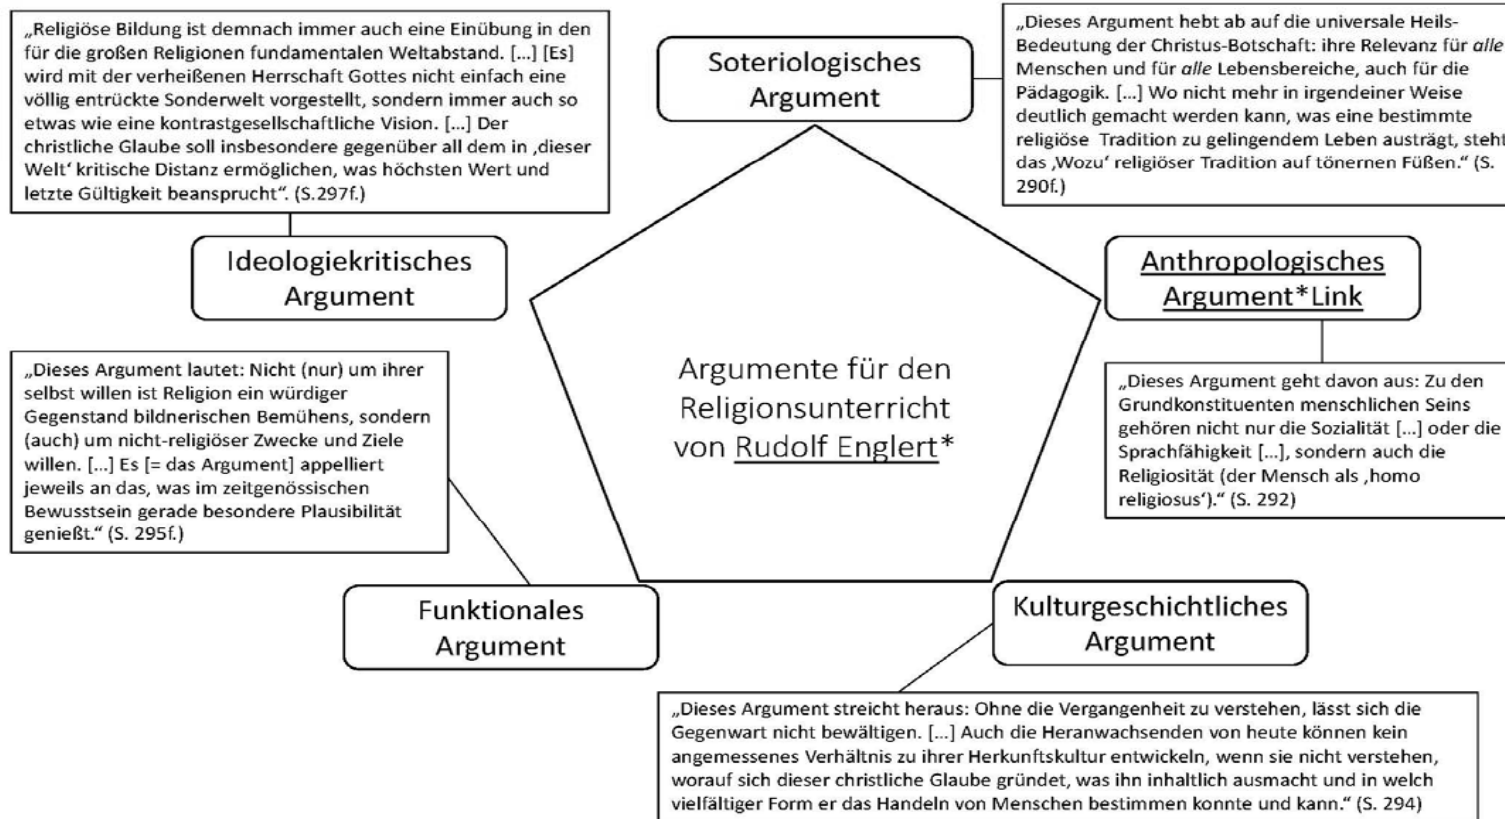 „Religiöse Bildung ist demnach immer auch eine Einübung in den
für die großen Religionen fundamentalen Weltabstand. [...] [Es]
wird mit der verheißenen Herrschaft Gottes nicht einfach eine
völlig entrückte Sonderwelt vorgestellt, sondern immer auch so
etwas wie eine kontrastgesellschaftliche Vision. [...] Der
christliche Glaube soll insbesondere gegenüber all dem in ‚dieser
Welt‘ kritische Distanz ermöglichen, was höchsten Wert und
letzte Gültigkeit beansprucht“. (S.297f.)
Soteriologisches
Argument
„Dieses Argument hebt ab auf die universale Heils-
Bedeutung der Christus-Botschaft: ihre Relevanz für alle
Menschen und für alle Lebensbereiche, auch für die
Pädagogik. [...] Wo nicht mehr in irgendeiner Weise
deutlich gemacht werden kann, was eine bestimmte
religiöse Tradition zu gelingendem Leben austrägt, steht
das ‚Wozu‘ religiöser Tradition auf tönernen Füßen.“ (S.
290f.)
Ideologiekritisches
Argument
Anthropologisches
Argument*Link
„Dieses Argument lautet: Nicht (nur) um ihrer
selbst willen ist Religion ein würdiger
Gegenstand bildnerischen Bemühens, sondern
(auch) um nicht-religiöser Zwecke und Ziele
willen. [...] Es [= das Argument] appelliert
jeweils an das, was im zeitgenössischen
Bewusstsein gerade besondere Plausibilität
genießt.“ (S. 295f.)
Argumente für den
Religionsunterricht
von Rudolf Englert*
„Dieses Argument geht davon aus: Zu den
Grundkonstituenten menschlichen Seins
gehören nicht nur die Sozialität [...] oder die
Sprachfähigkeit [...], sondern auch die
Religiosität (der Mensch als ‚homo
religiosus‘).“ (S. 292)
Funktionales
Argument
Kulturgeschichtliches
Argument
„Dieses Argument streicht heraus: Ohne die Vergangenheit zu verstehen, lässt sich die
Gegenwart nicht bewältigen. [...] Auch die Heranwachsenden von heute können kein
angemessenes Verhältnis zu ihrer Herkunftskultur entwickeln, wenn sie nicht verstehen,
worauf sich dieser christliche Glaube gründet, was ihn inhaltlich ausmacht und in welch
vielfältiger Form er das Handeln von Menschen bestimmen konnte und kann.“ (S. 294)